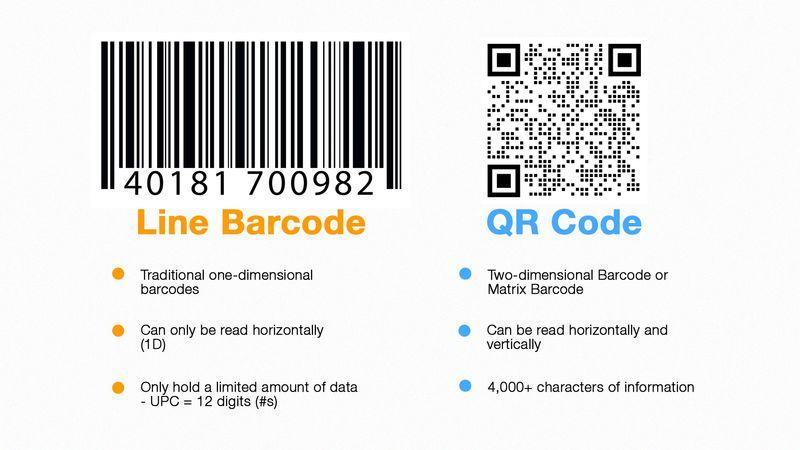 40181 700982
Line Barcode
Traditional one-dimensional
barcodes
Can only be read horizontally
(1D)
Only hold a limited amount of data
- UPC = 12 digits (#s)
QR Code
Two-dimensional Barcode or
Matrix Barcode
Can be read horizontally and
vertically
4,000+ characters of information